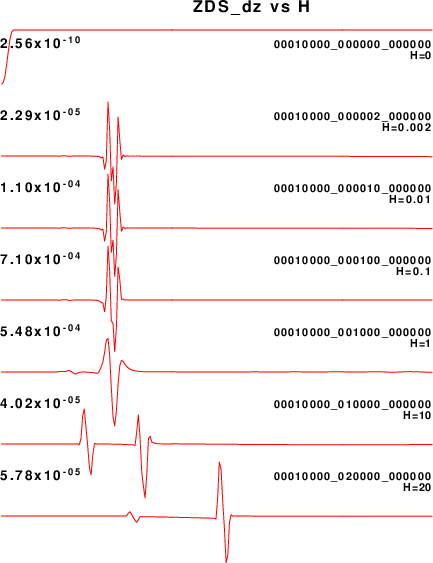 ZDS_dz vs H
2.56x10-10 00010000_000000_000000
H=0
2.29x10-05 00010000_000002_000000
H=0.002
1.10x10-04 00010000_000010_000000
H=0.01
7.10x10-04 00010000_000100_000000
H=0.1
5.48x10-04 00010000_001000_000000
H=1
4.02x10-05 00010000_010000_000000
H=10
5.78x10-05 00010000_020000_000000
H=20